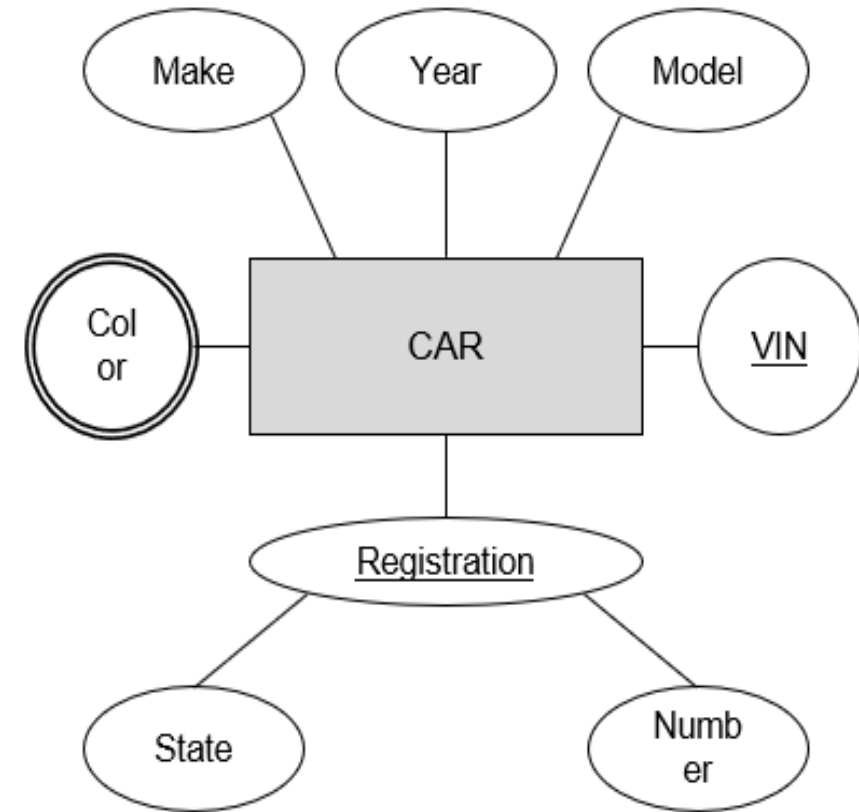 Make
Year
Model
Col
or
CAR
VIN
Registration
State
Numb
er